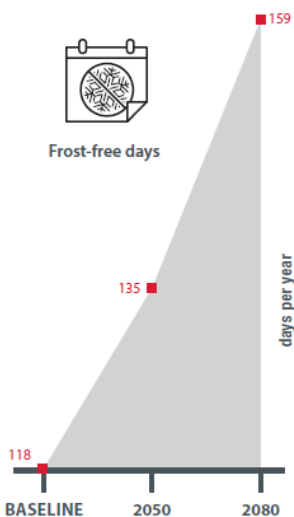 159
Frost-free days
135
days per year
118
BASELINE 2050 2080